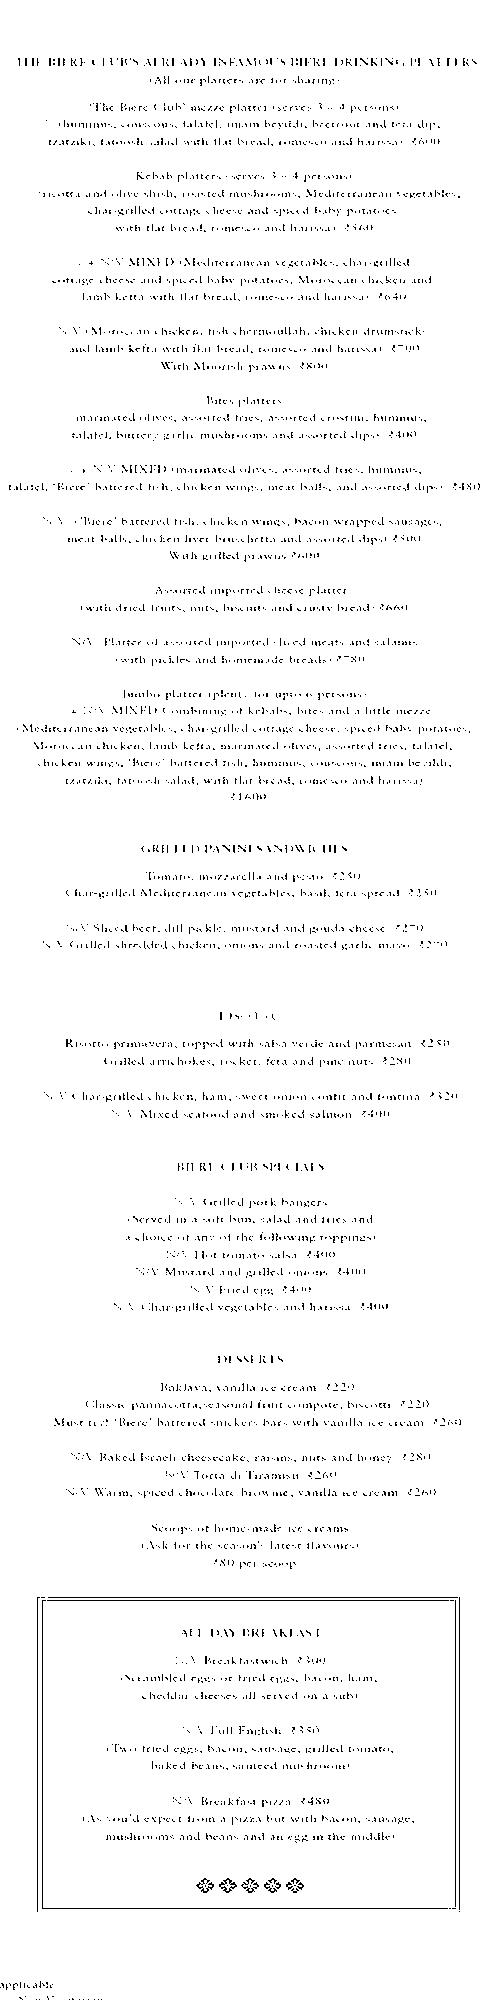 THE BIERE CLUB'S ALREADY INFAMOUS BIERE DRINKING PLATTERS
(All our platters are for sharing)
'The Biere Club' mezze platter (serves 3 - 4 persons)
(hummus, couscous, falafel, imam beyildi, beetroot and feta dip,
tzatziki, fatoosh salad with flat bread, romesco and harissa) ₹600
Kebab platters (serves 3 - 4 persons)
(ricotta and olive shish, roasted mushrooms, Mediterranean vegetables,
char-grilled cottage cheese and spiced baby potatoes
with flat bread, romesco and harissa) ₹560
+ N/V MIXED (Mediterranean vegetables, char-grilled
cottage cheese and spiced baby potatoes, Moroccan chicken and
lamb kefta with flat bread, romesco and harissa) ₹640
N/V (Moroccan chicken, fish chermoullah, chicken drumsticks
and lamb kefta with flat bread, romesco and harissa) ₹700
With Moorish prawns ₹800
Bites platters
marinated olives, assorted fries, assorted crostini, hummus,
falafel, buttery garlic mushrooms and assorted dips) ₹400
+ N/V MIXED (marinated olives, assorted fries, hummus,
falafel, 'Biere' battered fish, chicken wings, meat balls, and assorted dips) ₹480
N/V ('Biere' battered fish, chicken wings, bacon wrapped sausages,
meat balls, chicken liver bruschetta and assorted dips) ₹500
With grilled prawns ₹600
Assorted imported cheese platter
(with dried fruits, nuts, biscuits and crusty bread) ₹660
N/V Platter of assorted imported sliced meats and salamis
(with pickles and homemade breads) ₹780
Jumbo platter (plenty for upto 6 persons)
+ N/V MIXED Combining of kebabs, bites and a little mezze
(Mediterranean vegetables, char-grilled cottage cheese, spiced baby potatoes,
Moroccan chicken, lamb kefta, marinated olives, assorted fries, falafel,
chicken wings, 'Biere' battered fish, hummus, couscous, imam beyildi,
tzatziki, fatoosh salad, with flat bread, romesco and harissa)
₹1600
GRILLED PANINI SANDWICHES
Tomato, mozzarella and pesto ₹250
Char-grilled Mediterranean vegetables, basil, feta spread ₹250
N/V Sliced beef, dill pickle, mustard and gouda cheese ₹270
N/V Grilled shredded chicken, onions and roasted garlic mayo ₹270
Risotto primavera, topped with salsa verde and parmesan ₹250
Grilled artichokes, rocket, feta and pine nuts ₹280
N/V Char-grilled chicken, ham, sweet onion confit and fontina ₹320
N/V Mixed seafood and smoked salmon ₹400
BIERE CLUB SPECIALS
N/V Grilled pork bangers
(Served in a soft bun, salad and fries and
a choice of any of the following toppings)
N/V Hot tomato salsa ₹400
N/V Mustard and grilled onions ₹400
N/V Fried egg ₹400
N/V Char-grilled vegetables and harissa ₹400
DESSERTS
Baklava, vanilla ice cream ₹220
Classic pannacotta, seasonal fruit compote, biscotti ₹220
Must try! 'Biere' battered snickers bars with vanilla ice cream ₹260
N/V Baked Israeli cheesecake, raisins, nuts and honey ₹280
N/V Torta di Tiramisu ₹260
N/V Warm, spiced chocolate brownie, vanilla ice cream ₹260
Scoops of home-made ice creams
(Ask for the season's latest flavours)
₹80 per scoop
ALL DAY BREAKFAST
N/V Breakfastwich ₹300
(Scrambled eggs or fried eggs, bacon, ham,
cheddar cheeses all served on a sub)
N/V Full English ₹350
(Two fried eggs, bacon, sausage, grilled tomato,
baked beans, sauteed mushroom)
N/V Breakfast pizza ₹480
(As you'd expect from a pizza but with bacon, sausage,
mushrooms and beans and an egg in the middle)
applicable